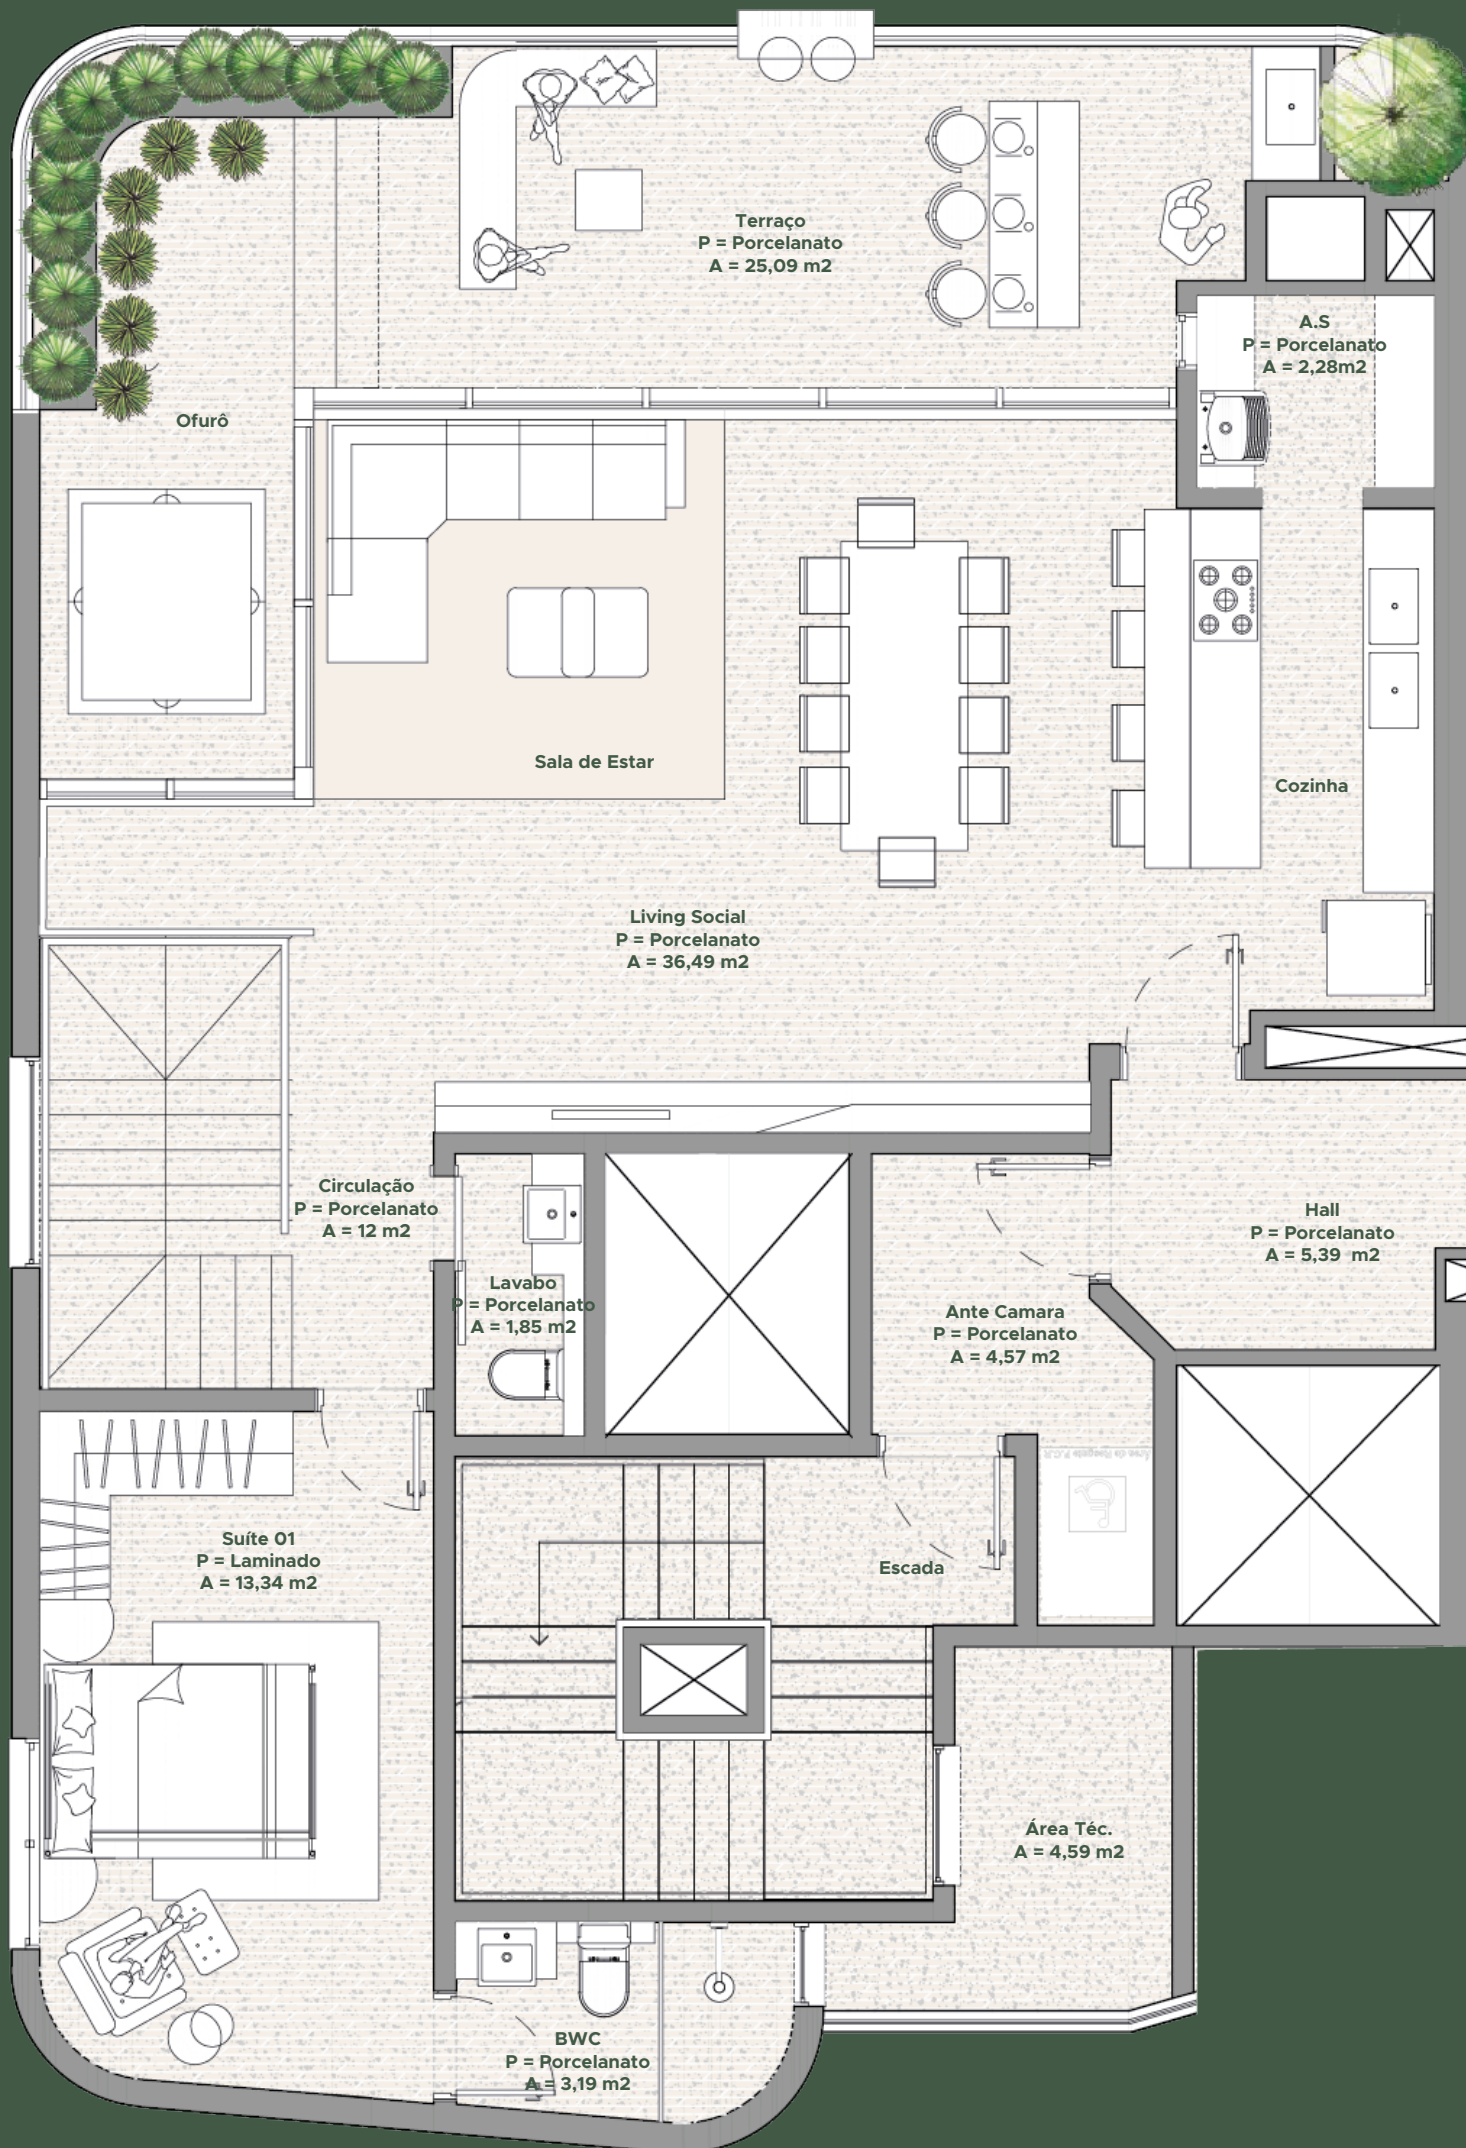 Terraço
P = Porcelanato
A = 25,09 m2
A.S
P = Porcelanato
A = 2,28m2
Ofurô
Sala de Estar
Cozinha
Living Social
P = Porcelanato
A = 36,49 m2
Circulação
P = Porcelanato
A = 12 m2
Hall
P = Porcelanato
A = 5,39 m2
Lavabo
P = Porcelanato
A = 1,85 m2
Ante Camara
P = Porcelanato
A = 4,57 m2
Suíte 01
P = Laminado
A = 13,34 m2
Escada
Área Téc.
A = 4,59 m2
BWC
P = Porcelanato
A = 3,19 m2